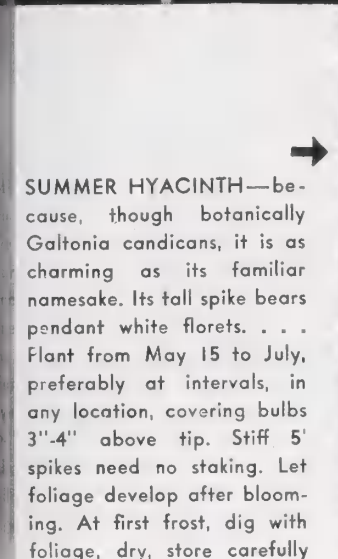 SUMMER HYACINTH—be-
cause, though botanically
Galtonia candicans, it is as
charming as its familiar
namesake. Its tall spike bears
pendant white florets. . . .
Plant from May 15 to July,
preferably at intervals, in
any location, covering bulbs
3"-4" above tip. Stiff 5'
spikes need no staking. Let
foliage develop after bloom-
ing. At first frost, dig with
foliage, dry, store carefully